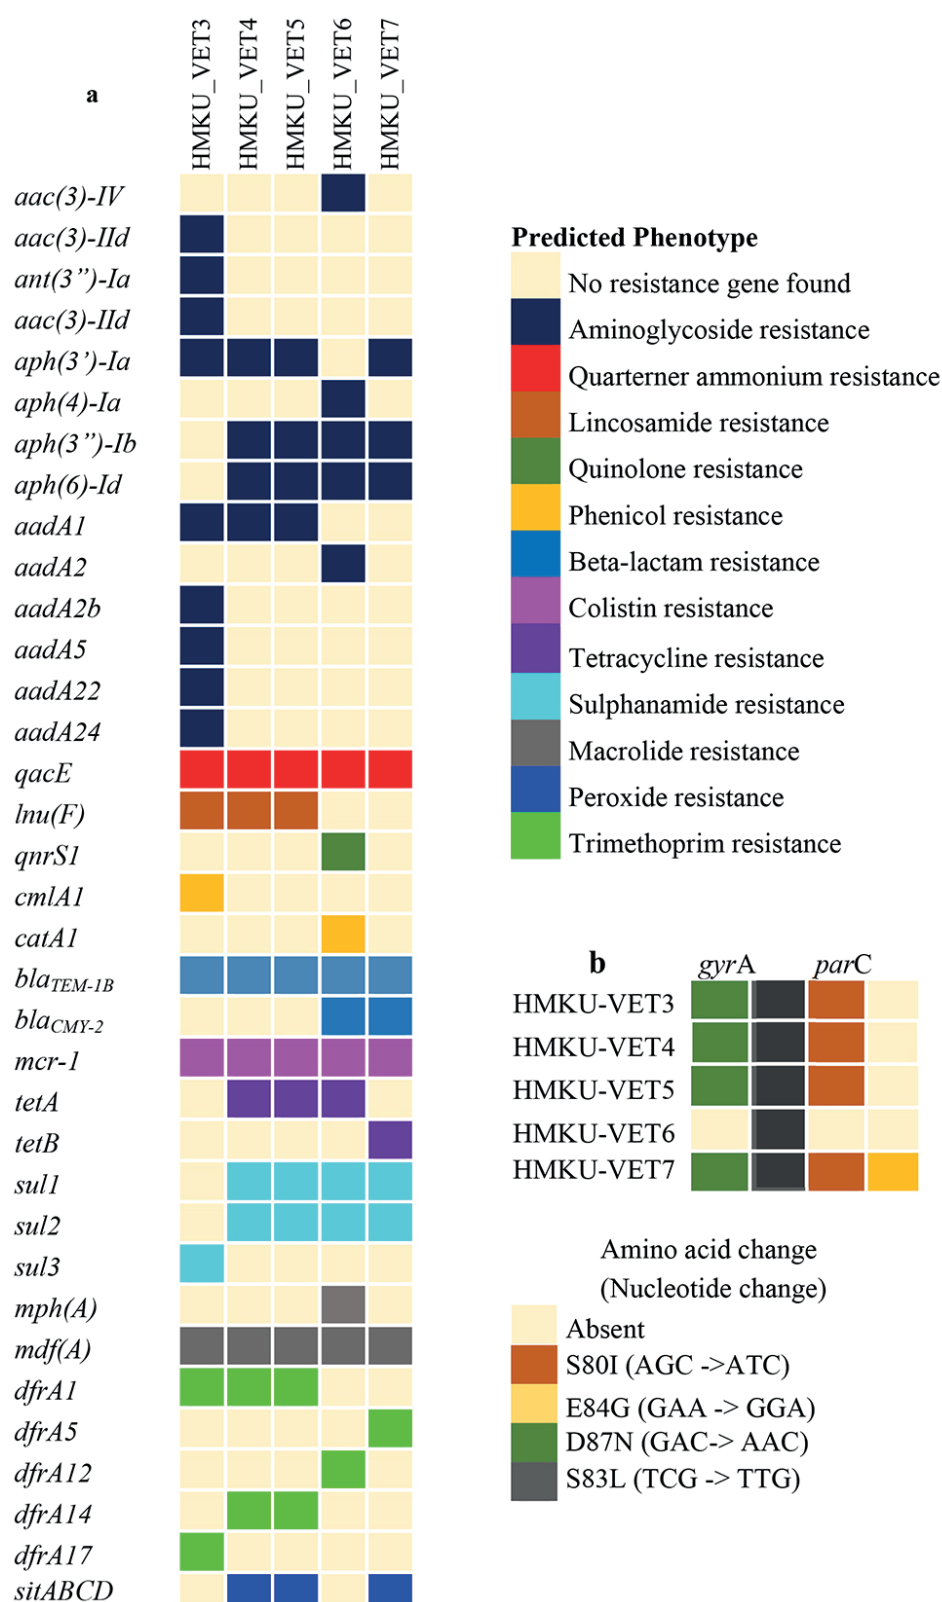 a
HMKU_VET3
HMKU_VET4
HMKU_VET5
HMKU_VET6
HMKU_VET7
aac(3)-IV
aac(3)-IId
ant(3”)-Ia
aac(3)-IId
aph(3’)-Ia
aph(4)-Ia
aph(3”)-Ib
aph(6)-Id
aadA1
aadA2
aadA2b
aadA5
aadA22
aadA24
qacE
lnu(F)
qnrS1
cmlA1
catA1
blaTEM-1B
blaCMY-2
mcr-1
tetA
tetB
sul1
sul2
sul3
mph(A)
mdf(A)
dfrA1
dfrA5
dfrA12
dfrA14
dfrA17
sitABCD
Predicted Phenotype
No resistance gene found
Aminoglycoside resistance
Quarterner ammonium resistance
Lincosamide resistance
Quinolone resistance
Phenicol resistance
Beta-lactam resistance
Colistin resistance
Tetracycline resistance
Sulphanamide resistance
Macrolide resistance
Peroxide resistance
Trimethoprim resistance
b gyrA parC
HMKU-VET3
HMKU-VET4
HMKU-VET5
HMKU-VET6
HMKU-VET7
Amino acid change
(Nucleotide change)
Absent
S80I (AGC ->ATC)
E84G (GAA -> GGA)
D87N (GAC-> AAC)
S83L (TCG -> TTG)